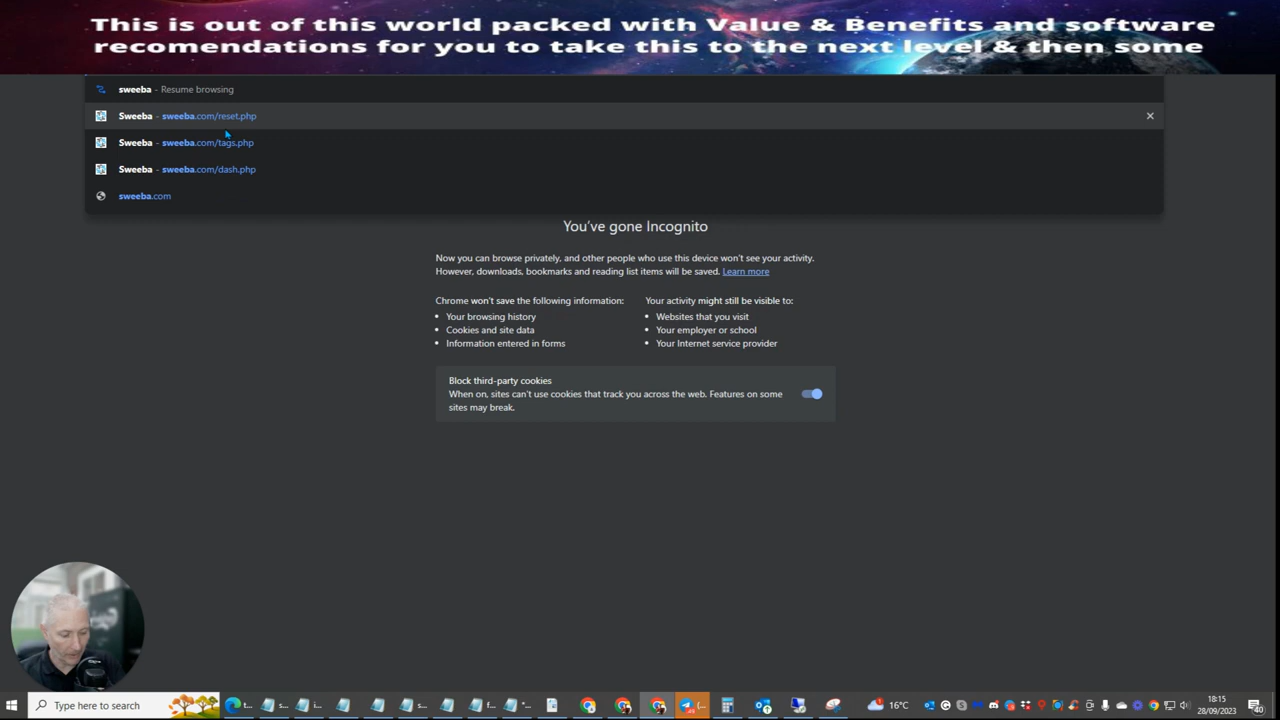 This is out of this world packed with Value & Benefits and software
recomendations for you to take this to the next level & then some
sweeba - Resume browsing
Sweeba - sweeba.com/reset.php
Sweeba - sweeba.com/tags.php
Sweeba - sweeba.com/dash.php
sweeba.com
You've gone Incognito
Now you can browse privately, and other people who use this device won't see your activity.
However, downloads, bookmarks and reading list items will be saved. Learn more
Chrome won't save the following information:
• Your browsing history
• Cookies and site data
• Information entered in forms
Your activity might still be visible to:
• Websites that you visit
• Your employer or school
• Your Internet service provider
Block third-party cookies
When on, sites can't use cookies that track you across the web. Features on some
sites may break.
Type here to search
16°C
18:15
28/09/2023
40